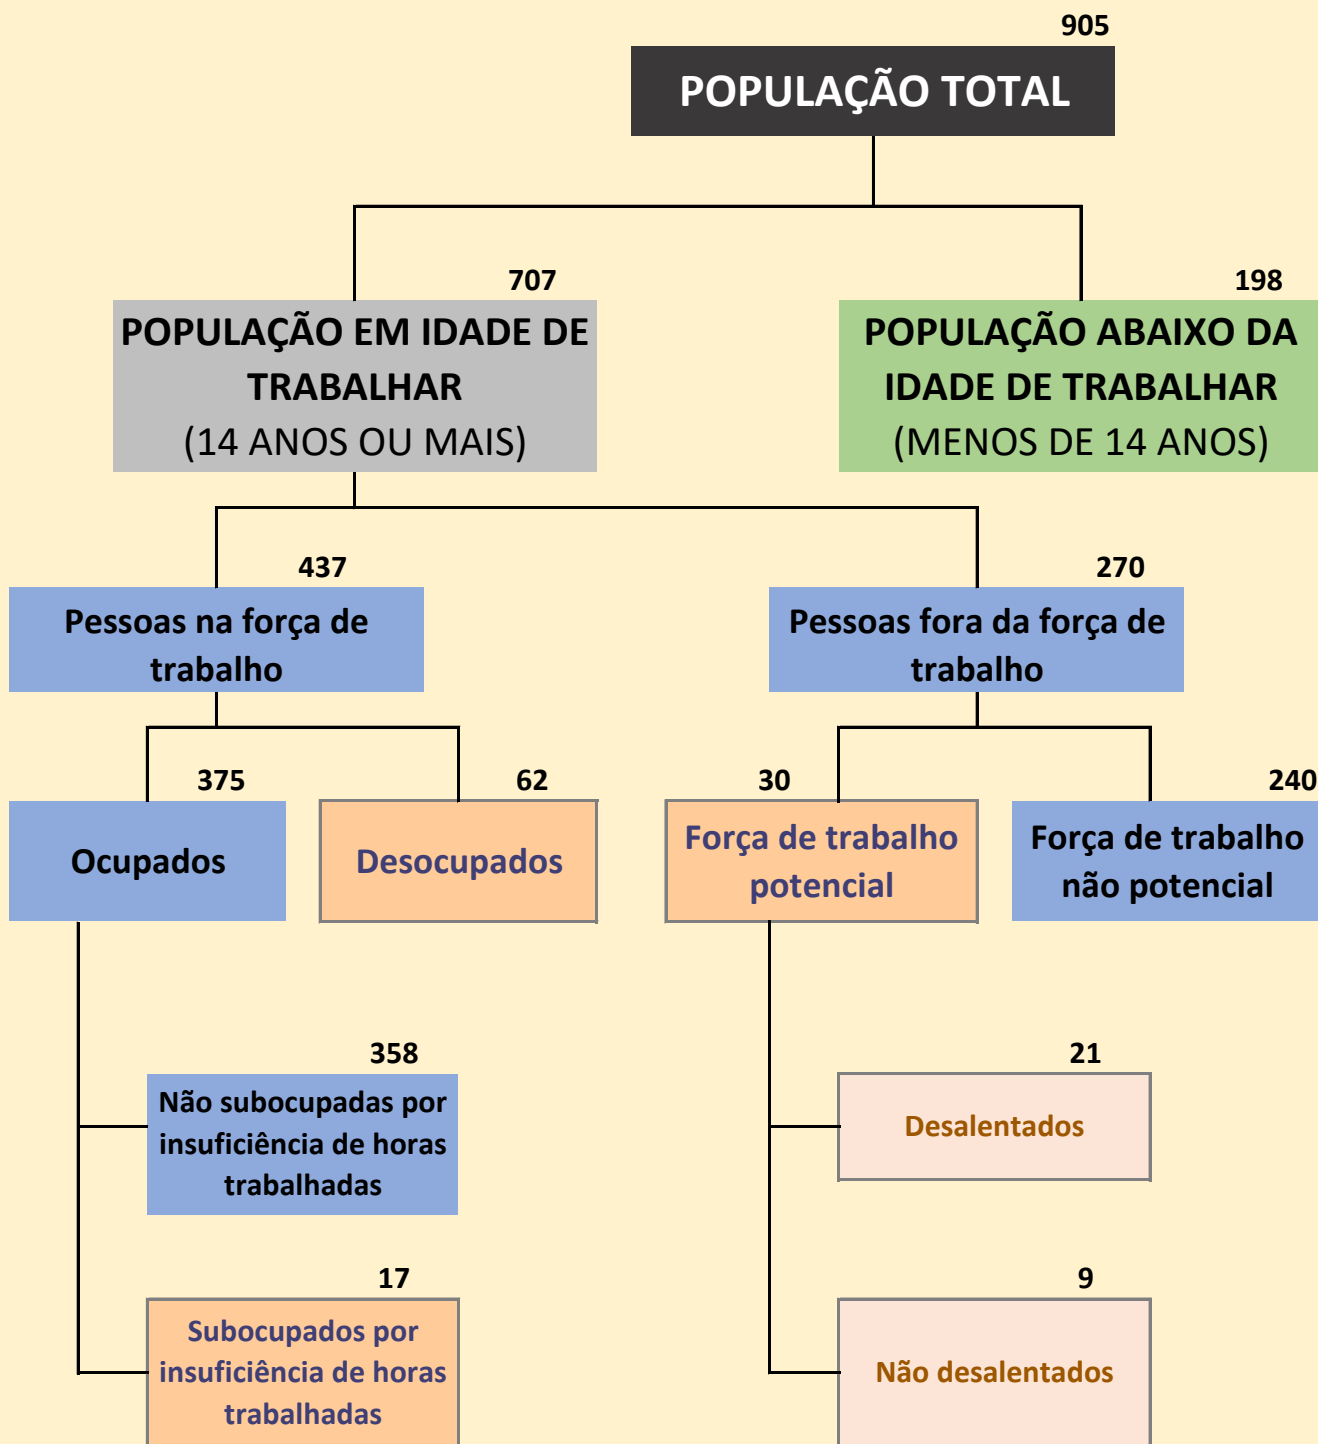 905
POPULAÇÃO TOTAL
707
POPULAÇÃO EM IDADE DE
TRABALHAR
(14 ANOS OU MAIS)
198
POPULAÇÃO ABAIXO DA
IDADE DE TRABALHAR
(MENOS DE 14 ANOS)
437
Pessoas na força de
trabalho
270
Pessoas fora da força de
trabalho
375
Ocupados
62
Desocupados
30
Força de trabalho
potencial
240
Força de trabalho
não potencial
358
Não subocupadas por
insuficiência de horas
trabalhadas
21
Desalentados
17
Subocupados por
insuficiência de horas
trabalhadas
9
Não desalentados